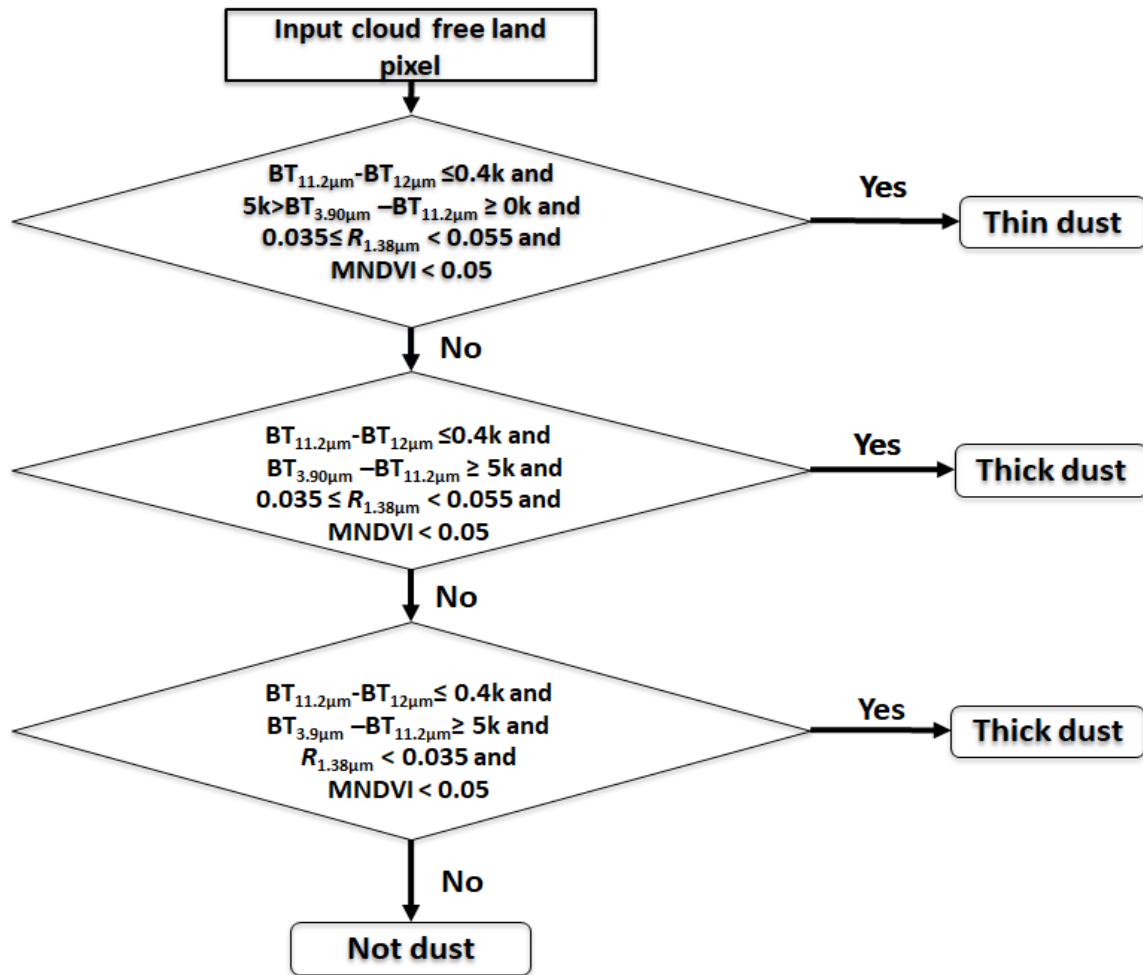 Input cloud free land
pixel
BT11.2μm-BT12μm ≤0.4k and
5k>BT3.90μm –BT11.2μm ≥ 0k and
0.035≤ R1.38μm < 0.055 and
MNDVI < 0.05
Yes
Thin dust
No
BT11.2μm-BT12μm ≤0.4k and
BT3.90μm –BT11.2μm ≥ 5k and
0.035 ≤ R1.38μm < 0.055 and
MNDVI < 0.05
Yes
Thick dust
No
BT11.2μm-BT12μm≤ 0.4k and
BT3.9μm –BT11.2μm≥ 5k and
R1.38μm < 0.035 and
MNDVI < 0.05
Yes
Thick dust
No
Not dust